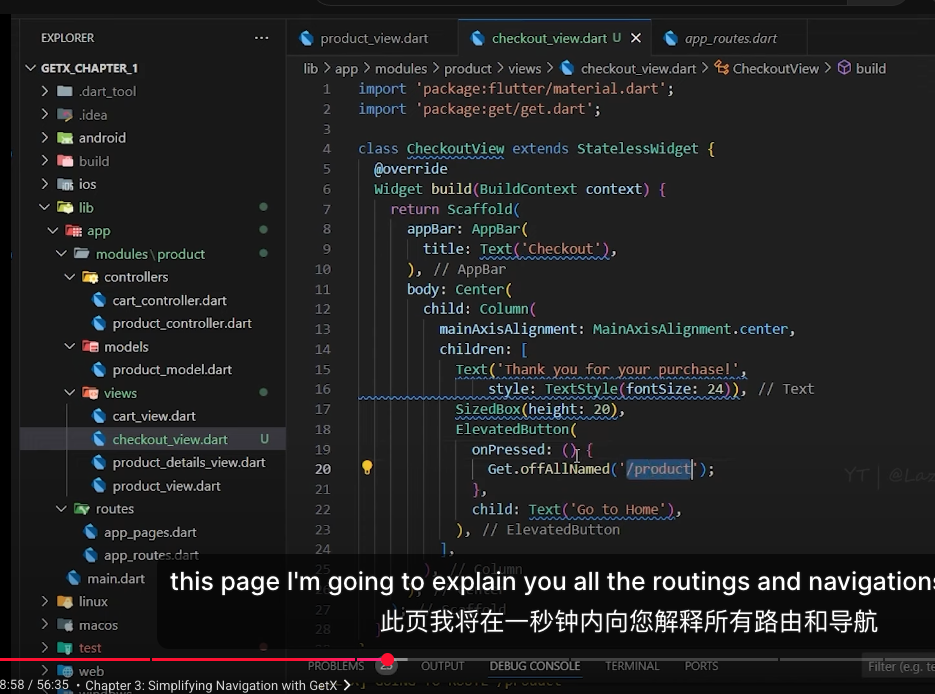 EXPLORER
GETX_CHAPTER_1
.dart_tool
.idea
android
build
ios
lib
app
modules\product
controllers
cart_controller.dart
product_controller.dart
models
product_model.dart
views
cart_view.dart
checkout_view.dart U
product_details_view.dart
product_view.dart
routes
app_pages.dart
app_routes.dart
main.dart
linux
macos
test
web
windows
product_view.dart
checkout_view.dart U
app_routes.dart
lib > app > modules > product > views > checkout_view.dart > CheckoutView > build
1 import 'package:flutter/material.dart';
2 import 'package:get/get.dart';
3
4 class CheckoutView extends StatelessWidget {
5 @override
6 Widget build(BuildContext context) {
7 return Scaffold(
8 appBar: AppBar(
9 title: Text('Checkout'),
10 ), // AppBar
11 body: Center(
12 child: Column(
13 mainAxisAlignment: MainAxisAlignment.center,
14 children: [
15 Text('Thank you for your purchase!',
16 style: TextStyle(fontSize: 24)), // Text
17 SizedBox(height: 20),
18 ElevatedButton(
19 onPressed: () {
20 Get.offAllNamed('/product');
21 },
22 child: Text('Go to Home'),
23 ), // ElevatedButton
24 ],
), // Column
27 // Scaffold
28 }
YT | @Laz
this page I'm going to explain you all the routings and navigations
此页我将在一秒钟内向您解释所有路由和导航
PROBLEMS 25 OUTPUT DEBUG CONSOLE TERMINAL PORTS Filter (e.g. te
8:58 / 56:35 • Chapter 3: Simplifying Navigation with GetX >